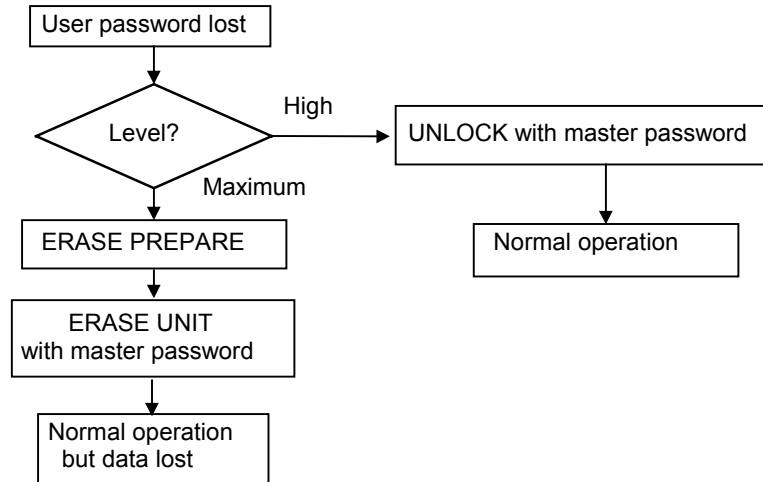 User password lost
Level?
High
UNLOCK with master password
Maximum
Normal operation
ERASE PREPARE
ERASE UNIT
with master password
Normal operation
but data lost